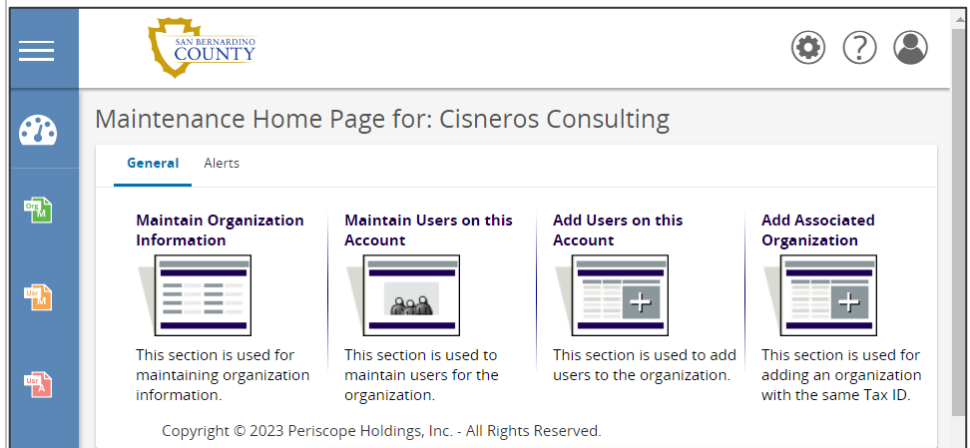 SAN BERNARDINO
COUNTY
?
Maintenance Home Page for: Cisneros Consulting
General Alerts
Org
M
Maintain Organization
Information
Maintain Users on this
Account
Add Users on this
Account
Add Associated
Organization
Usr
M
This section is used for
maintaining organization
information.
This section is used to
maintain users for the
organization.
This section is used to add
users to the organization.
This section is used for
adding an organization
with the same Tax ID.
Usr
A
Copyright © 2023 Periscope Holdings, Inc. - All Rights Reserved.